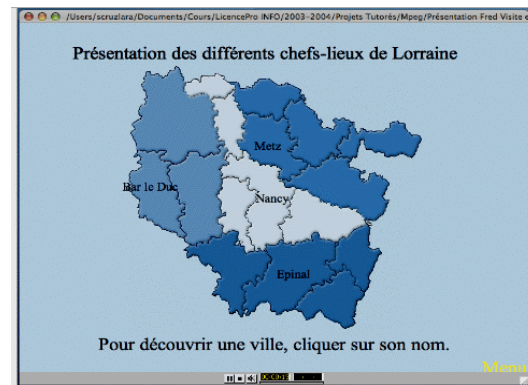 /Users/scruzlara/Documents/Cours/LicencePro INFO/2003-2004/Projets Tutorés/Mpeg/Présentation Fred Visite e
Présentation des différents chefs-lieux de Lorraine
Metz
Bar le Duc
Nancy
Epinal
Pour découvrir une ville, cliquer sur son nom.
Menu